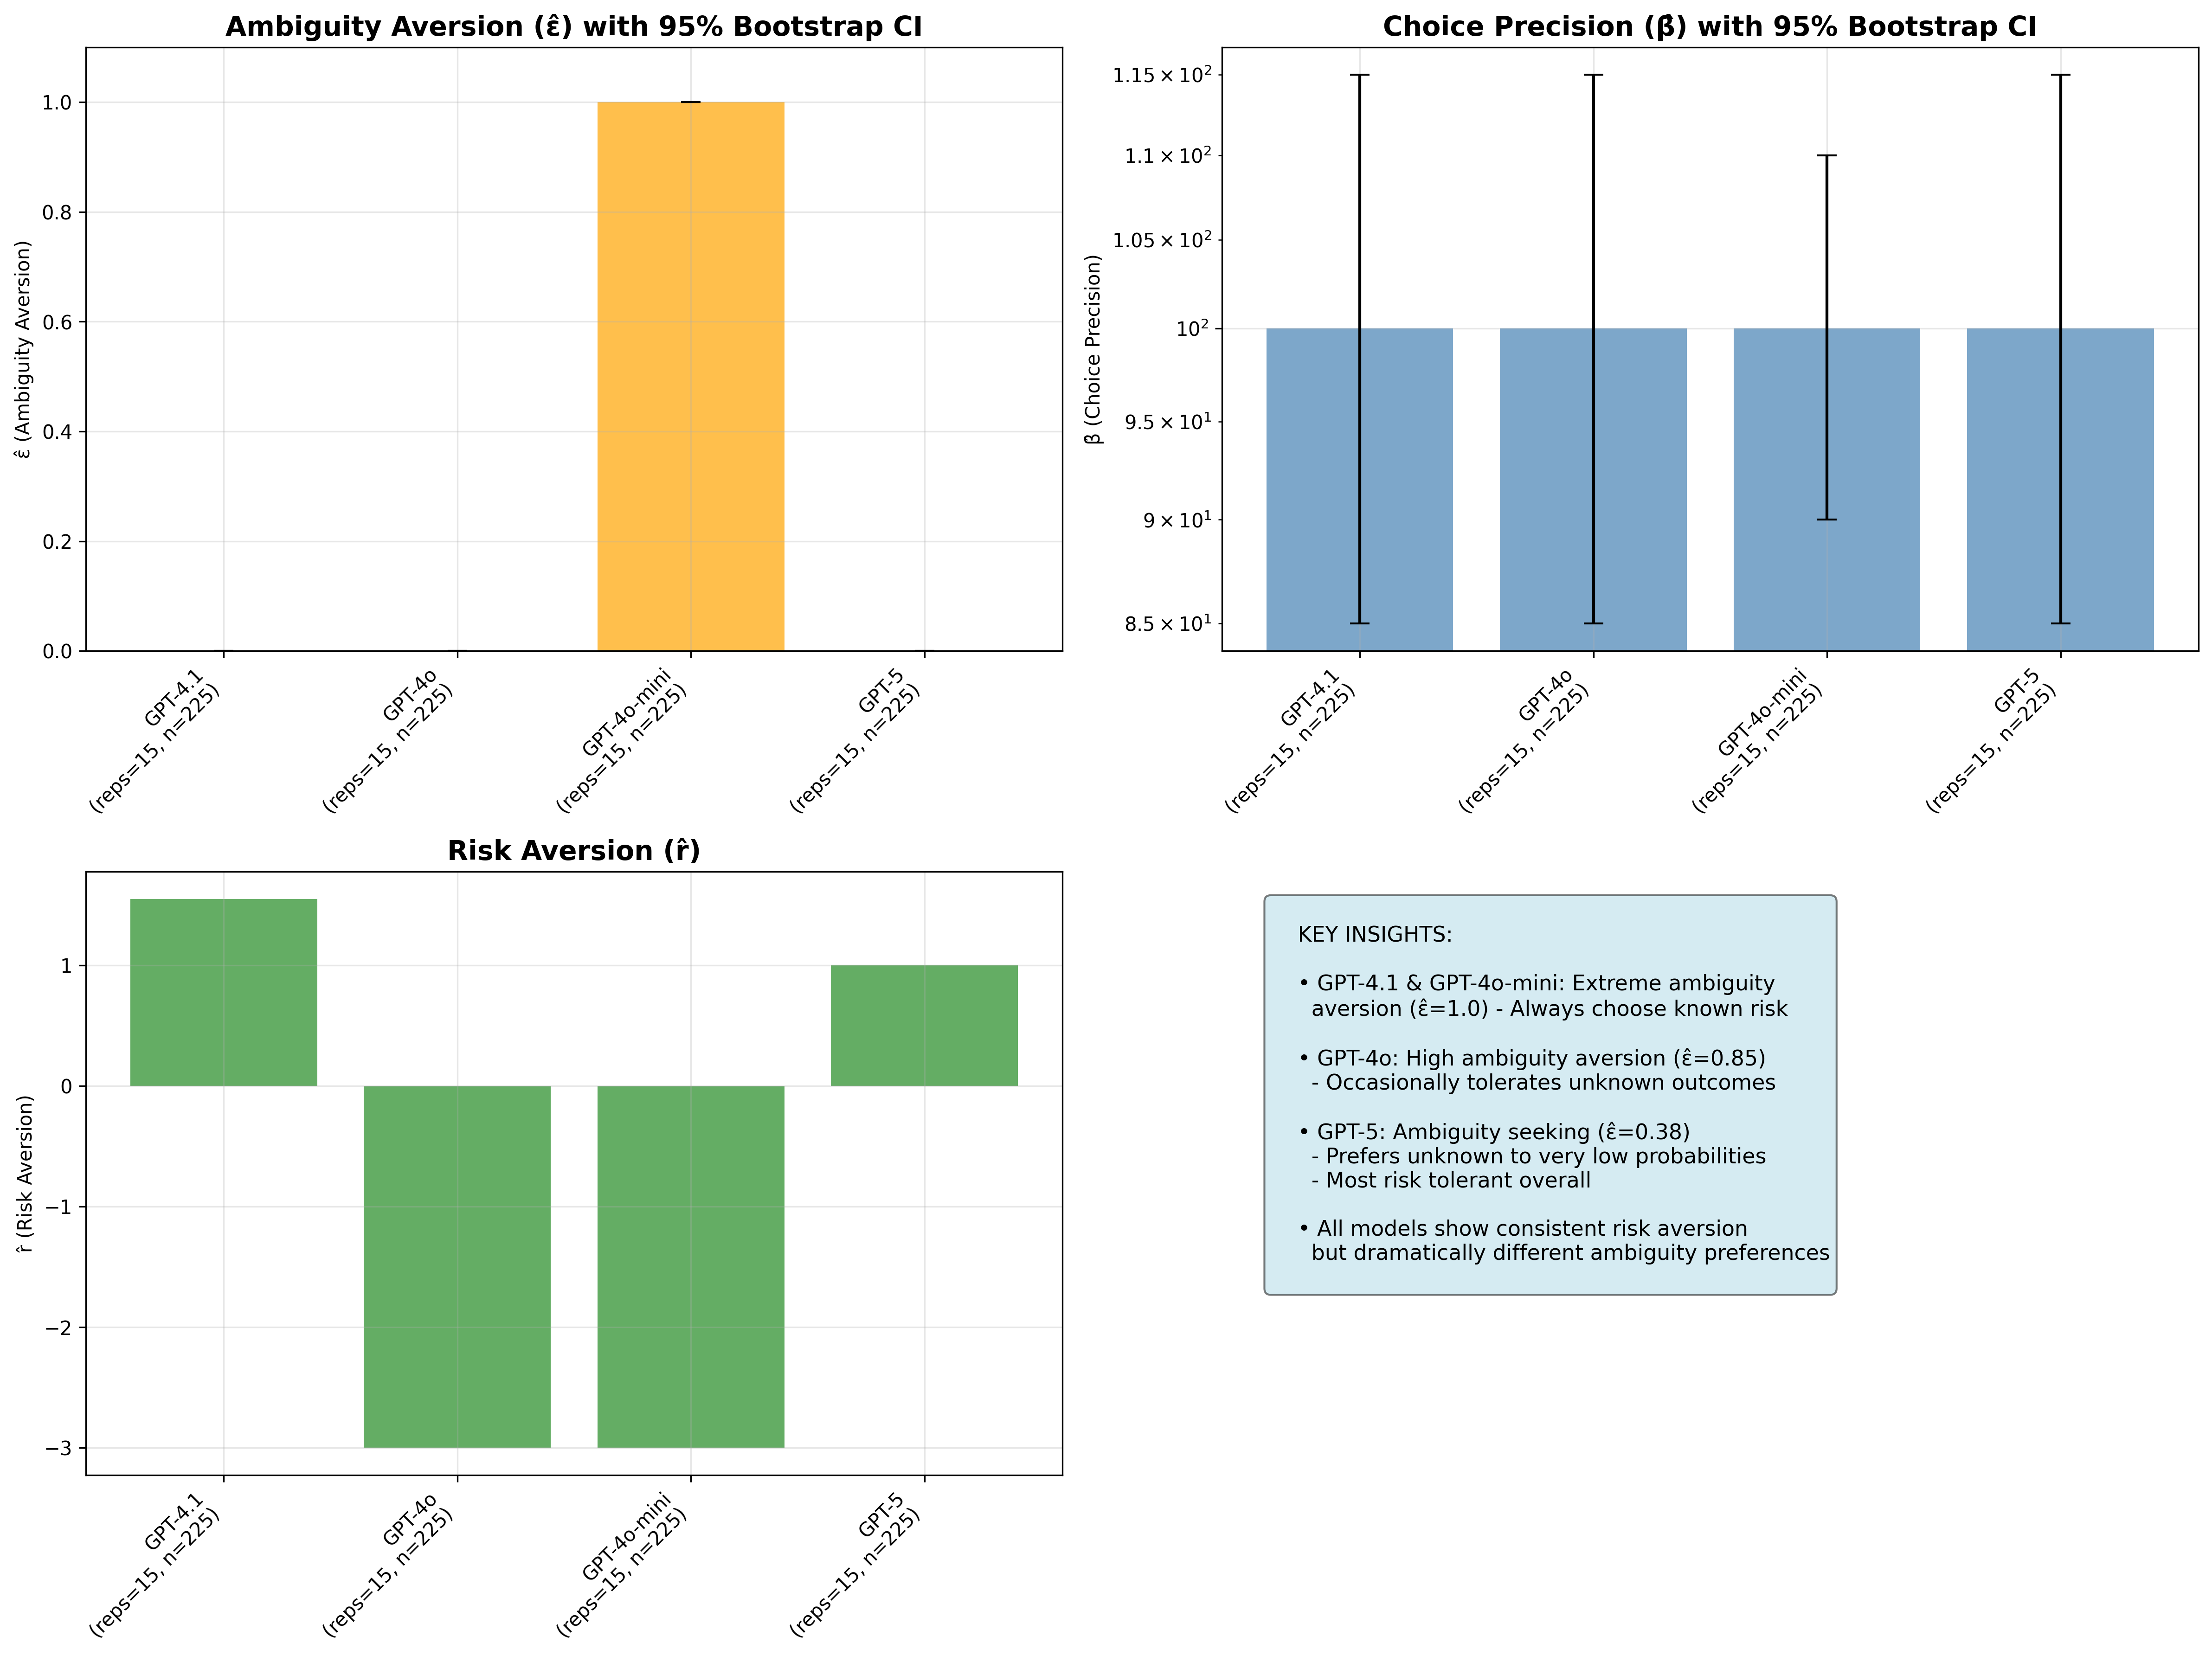 Ambiguity Aversion (ε̂) with 95% Bootstrap CI
ε̂ (Ambiguity Aversion)
1.0
0.8
0.6
0.4
0.2
0.0
GPT-4.1
(reps=15, n=225)
GPT-4o
(reps=15, n=225)
GPT-4o-mini
(reps=15, n=225)
GPT-5
(reps=15, n=225)
Choice Precision (β̂) with 95% Bootstrap CI
β̂ (Choice Precision)
1.15 × 10²
1.1 × 10²
1.05 × 10²
10²
9.5 × 10¹
9 × 10¹
8.5 × 10¹
GPT-4.1
(reps=15, n=225)
GPT-4o
(reps=15, n=225)
GPT-4o-mini
(reps=15, n=225)
GPT-5
(reps=15, n=225)
Risk Aversion (r̂)
r̂ (Risk Aversion)
1
0
−1
−2
−3
GPT-4.1
(reps=15, n=225)
GPT-4o
(reps=15, n=225)
GPT-4o-mini
(reps=15, n=225)
GPT-5
(reps=15, n=225)
KEY INSIGHTS:
• GPT-4.1 & GPT-4o-mini: Extreme ambiguity
aversion (ε̂=1.0) - Always choose known risk
• GPT-4o: High ambiguity aversion (ε̂=0.85)
- Occasionally tolerates unknown outcomes
• GPT-5: Ambiguity seeking (ε̂=0.38)
- Prefers unknown to very low probabilities
- Most risk tolerant overall
• All models show consistent risk aversion
but dramatically different ambiguity preferences